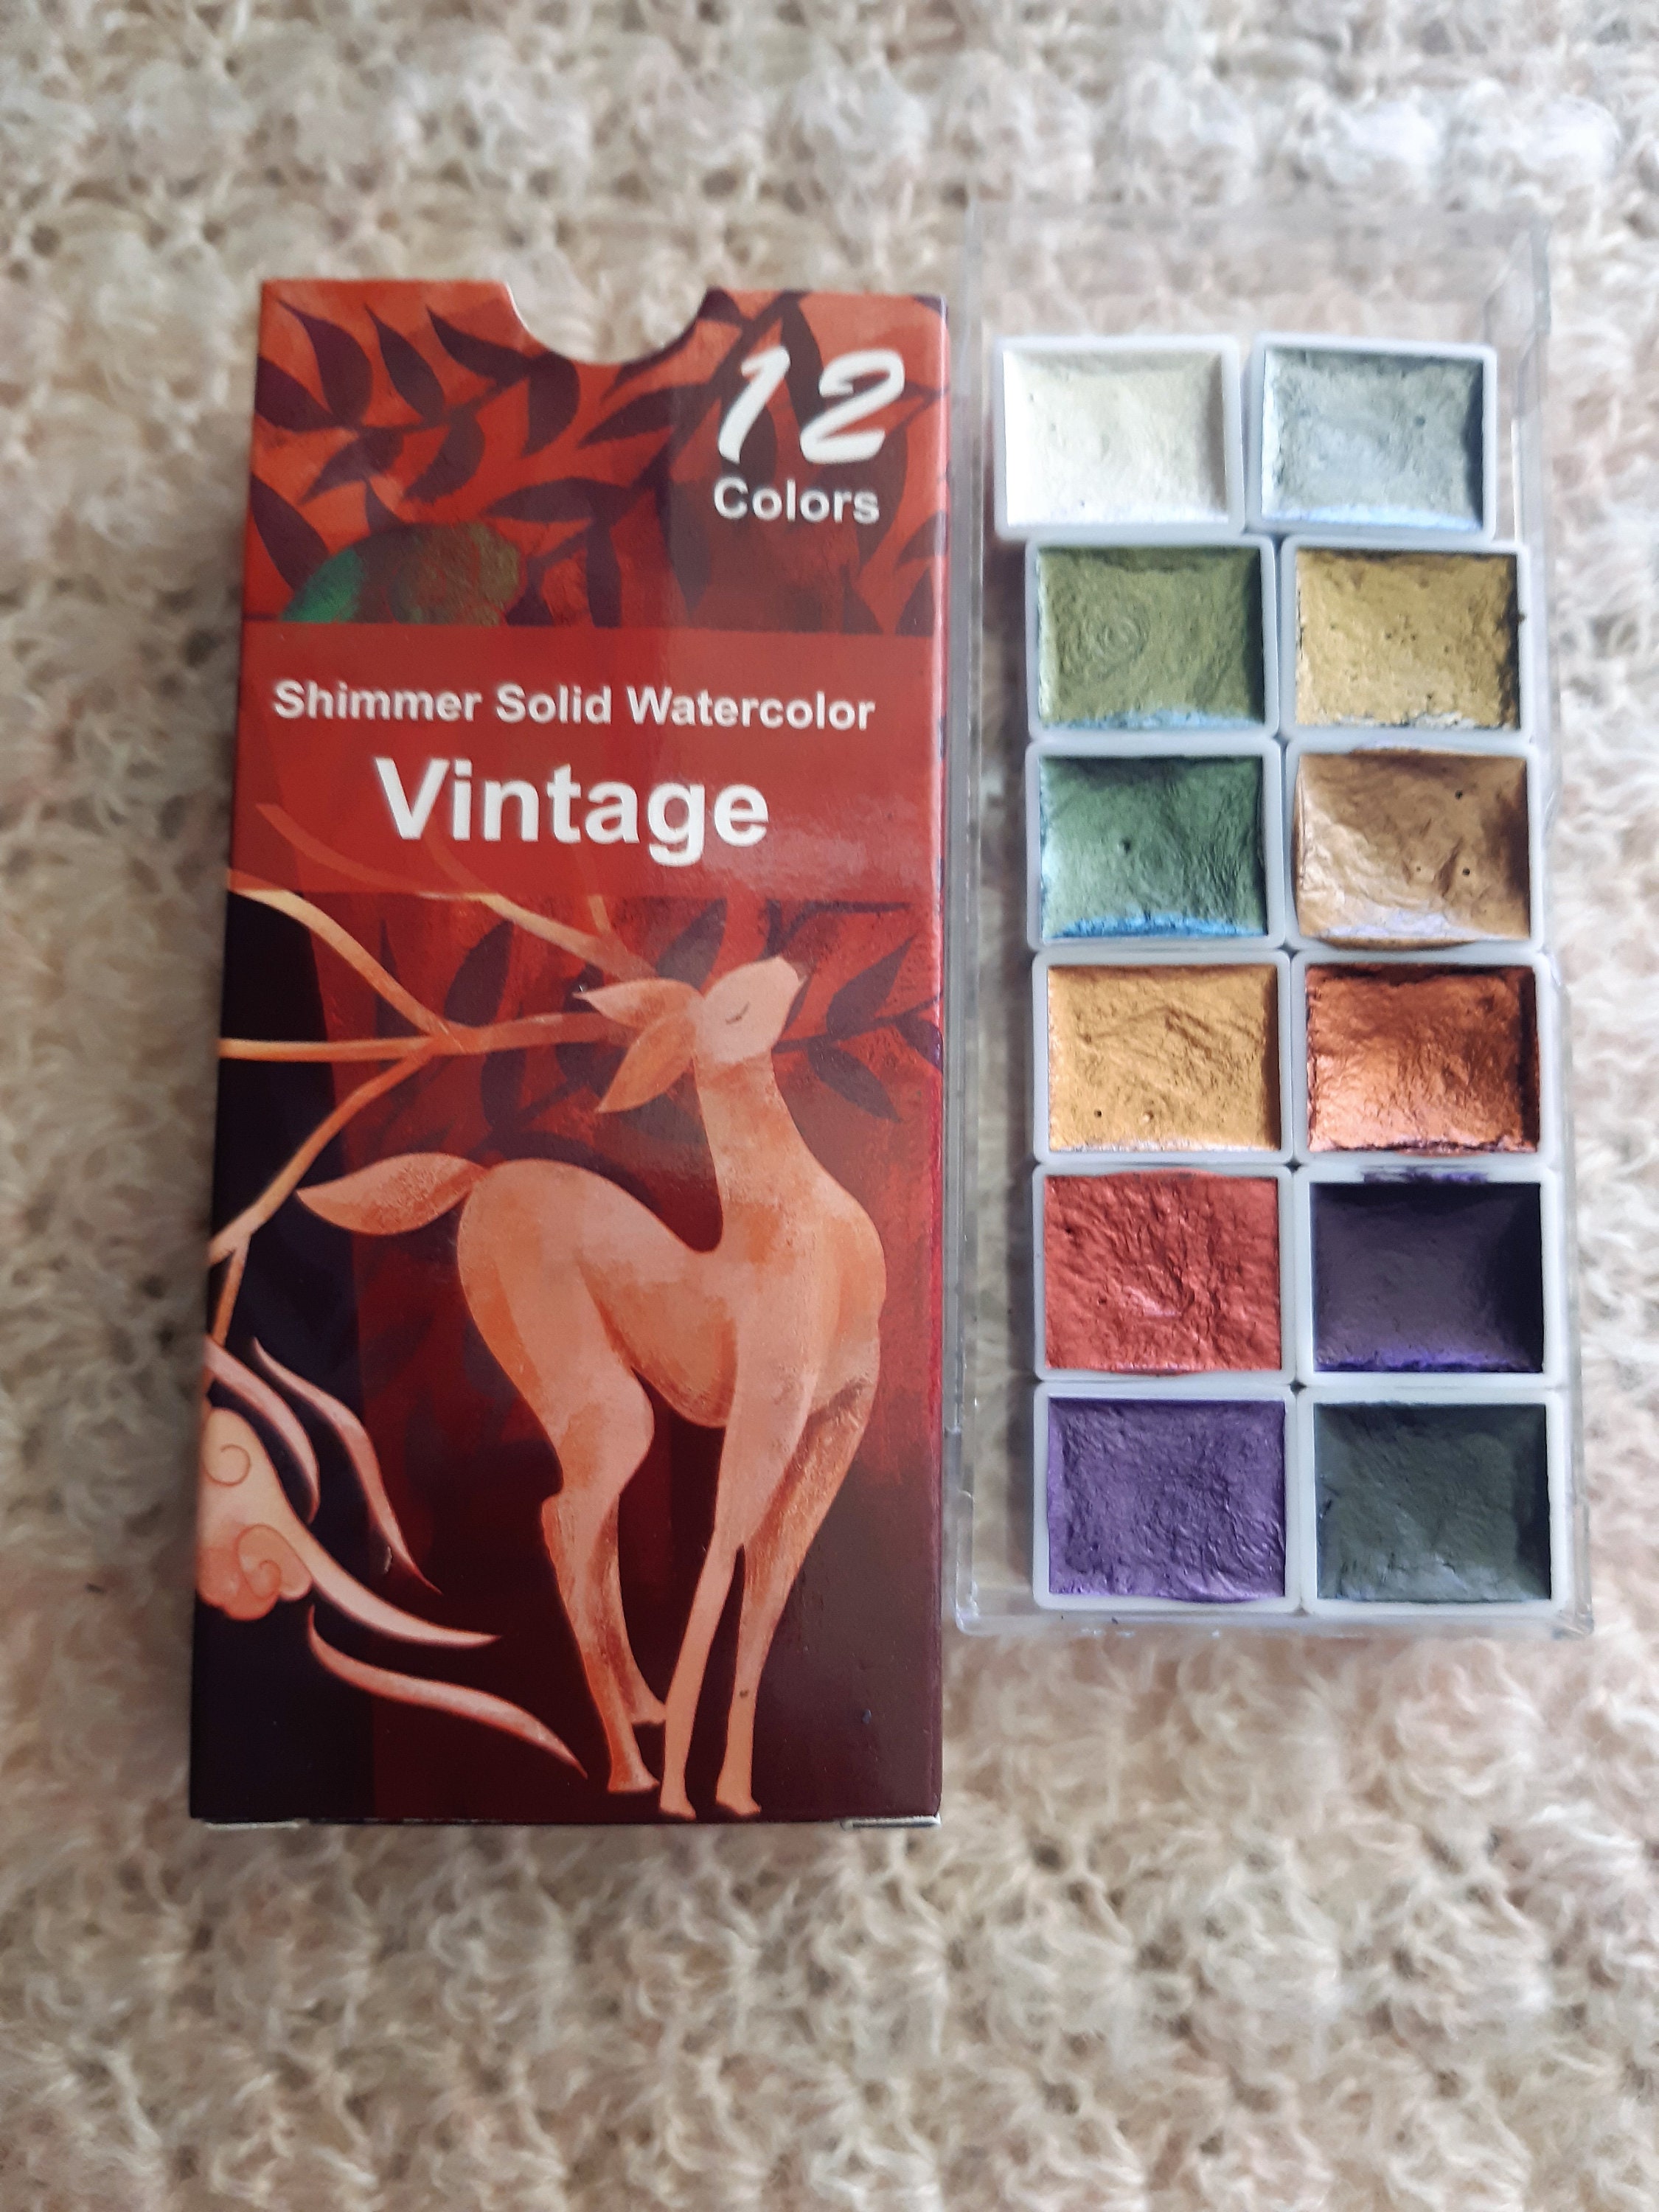 12
Colors
Shimmer Solid Watercolor
Vintage